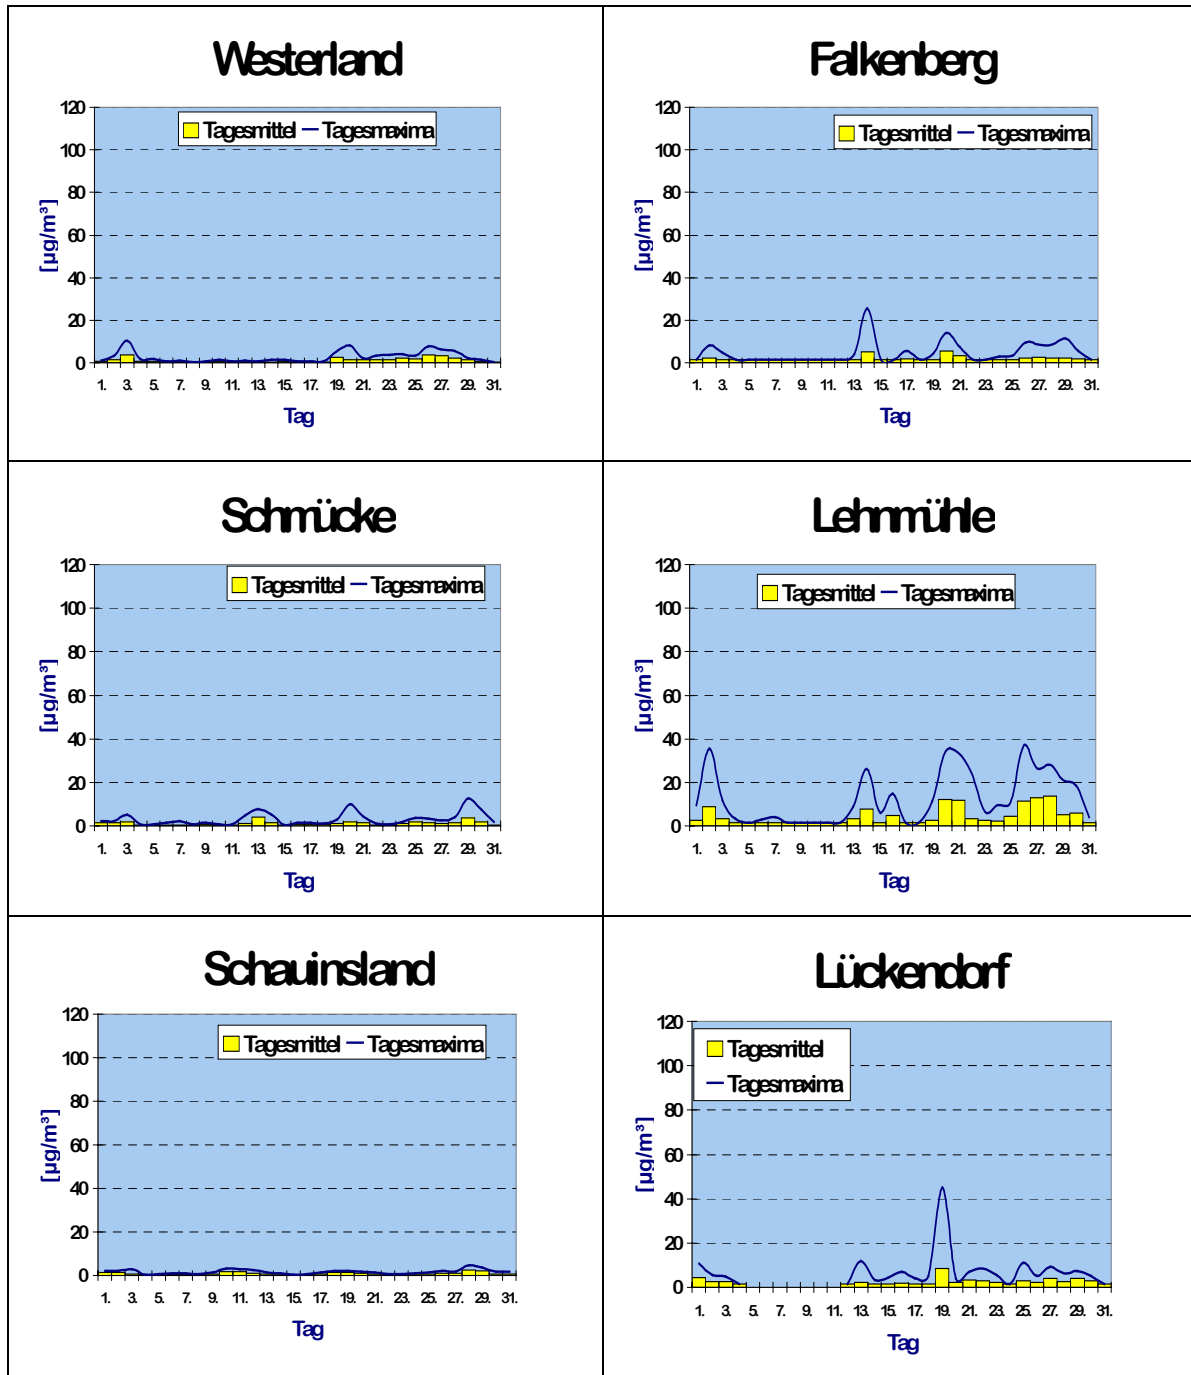 Westerland
Tagesmittel Tagesmaxima
120
100
80
60
40
20
0
[µg/m³]
1. 3. 5. 7. 9. 11. 13. 15. 17. 19. 21. 23. 25. 27. 29. 31.
Tag
Falkenberg
Tagesmittel Tagesmaxima
120
100
80
60
40
20
0
[µg/m³]
1. 3. 5. 7. 9. 11. 13. 15. 17. 19. 21. 23. 25. 27. 29. 31.
Tag
Schmücke
Tagesmittel Tagesmaxima
120
100
80
60
40
20
0
[µg/m³]
1. 3. 5. 7. 9. 11. 13. 15. 17. 19. 21. 23. 25. 27. 29. 31.
Tag
Lehnmühle
Tagesmittel Tagesmaxima
120
100
80
60
40
20
0
[µg/m³]
1. 3. 5. 7. 9. 11. 13. 15. 17. 19. 21. 23. 25. 27. 29. 31.
Tag
Schauinsland
Tagesmittel Tagesmaxima
120
100
80
60
40
20
0
[µg/m³]
1. 3. 5. 7. 9. 11. 13. 15. 17. 19. 21. 23. 25. 27. 29. 31.
Tag
Lückendorf
Tagesmittel
Tagesmaxima
120
100
80
60
40
20
0
[µg/m³]
1. 3. 5. 7. 9. 11. 13. 15. 17. 19. 21. 23. 25. 27. 29. 31.
Tag